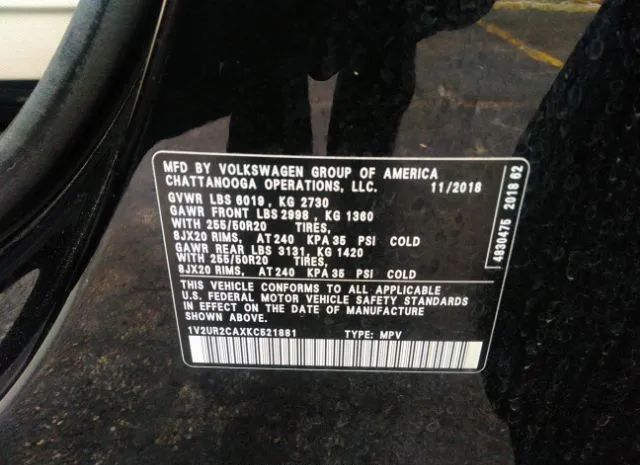 MFD BY VOLKSWAGEN GROUP OF AMERICA
CHATTANOOGA OPERATIONS, LLC. 11/2018
GVWR LBS 6019, KG 2730
GAWR FRONT LBS 2998, KG 1360
WITH 255/50R20 TIRES,
8JX20 RIMS, AT 240 KPA 35 PSI COLD
GAWR REAR LBS 3131, KG 1420
WITH 255/50R20 TIRES,
8JX20 RIMS, AT 240 KPA 35 PSI COLD
THIS VEHICLE CONFORMS TO ALL APPLICABLE
U.S. FEDERAL MOTOR VEHICLE SAFETY STANDARDS
IN EFFECT ON THE DATE OF MANUFACTURE
SHOWN ABOVE.
1V2UR2CAXKC521881 TYPE: MPV
4830475 2018 62